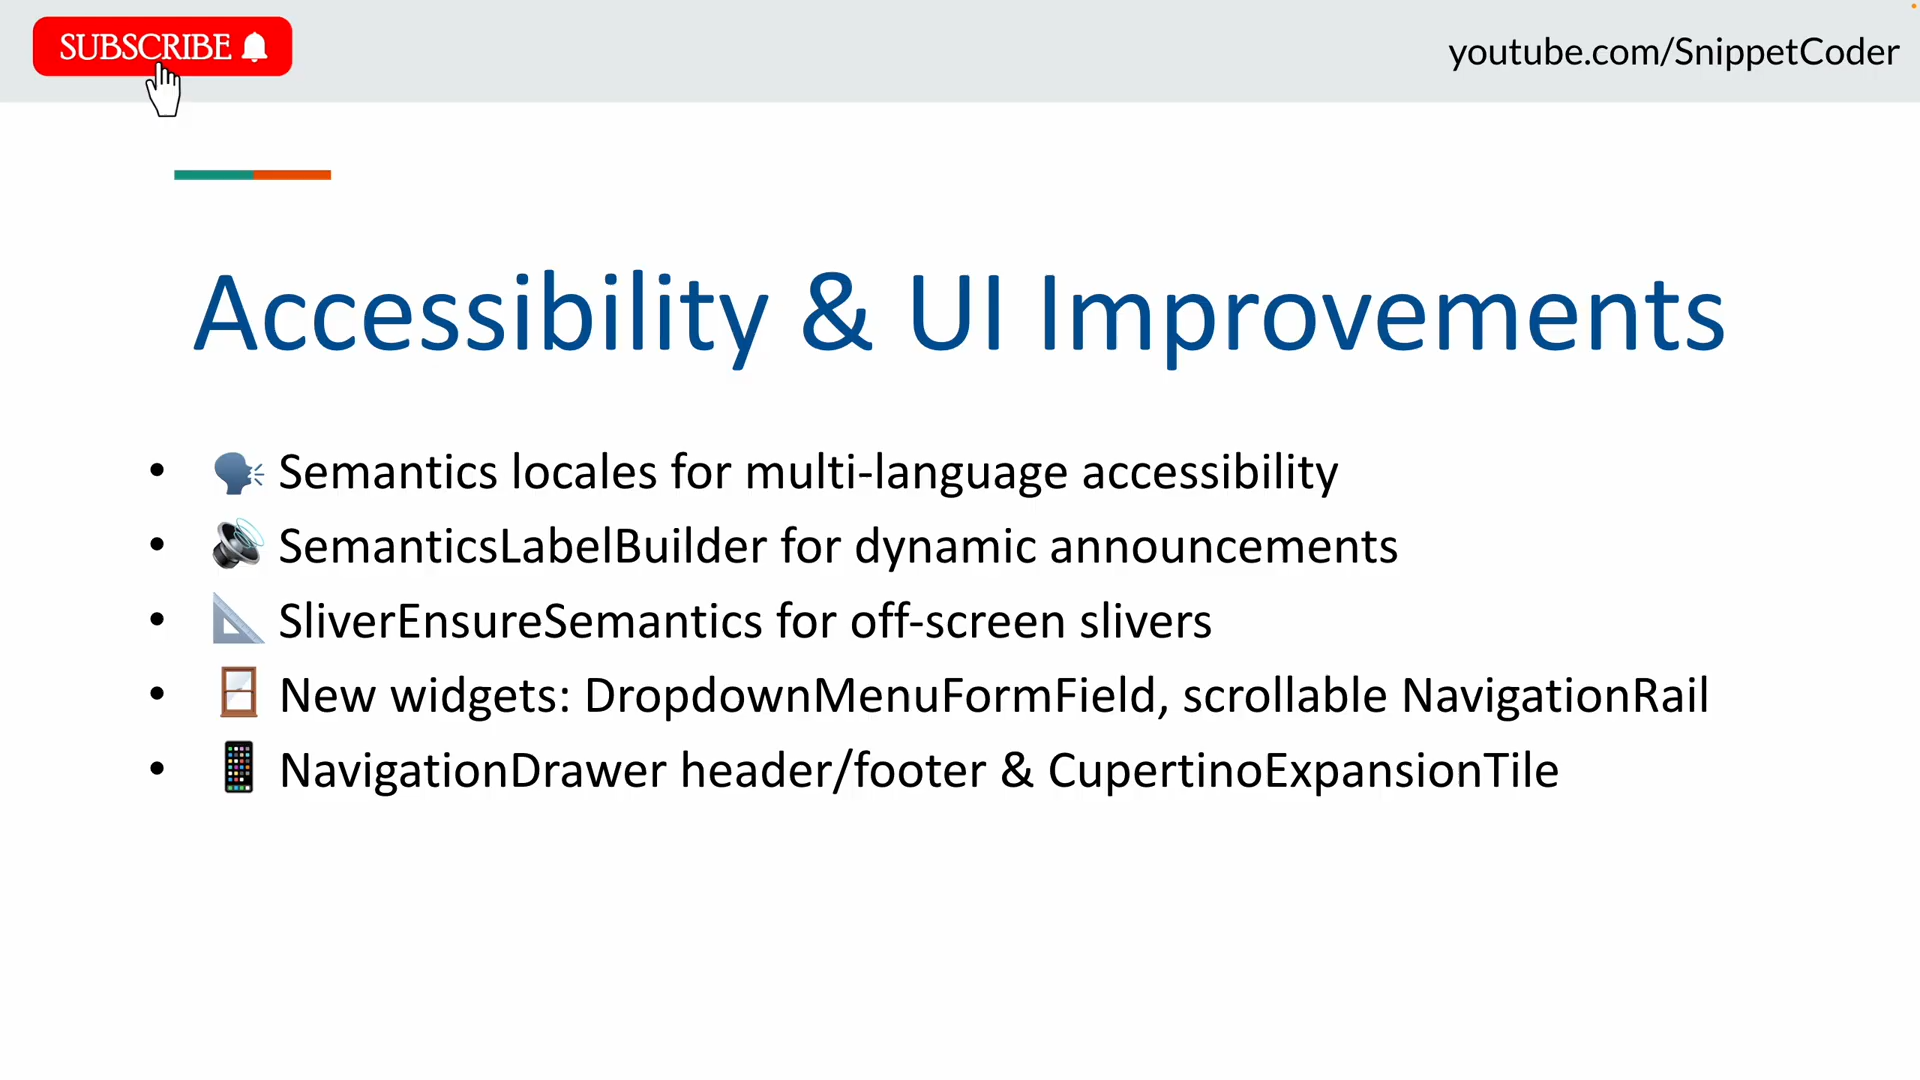 SUBSCRIBE
youtube.com/SnippetCoder
Accessibility & UI Improvements
• 🗣️ Semantics locales for multi-language accessibility
• 🔊 SemanticsLabelBuilder for dynamic announcements
• 📐 SliverEnsureSemantics for off-screen slivers
• 🪟 New widgets: DropdownMenuFormField, scrollable NavigationRail
• 📱 NavigationDrawer header/footer & CupertinoExpansionTile